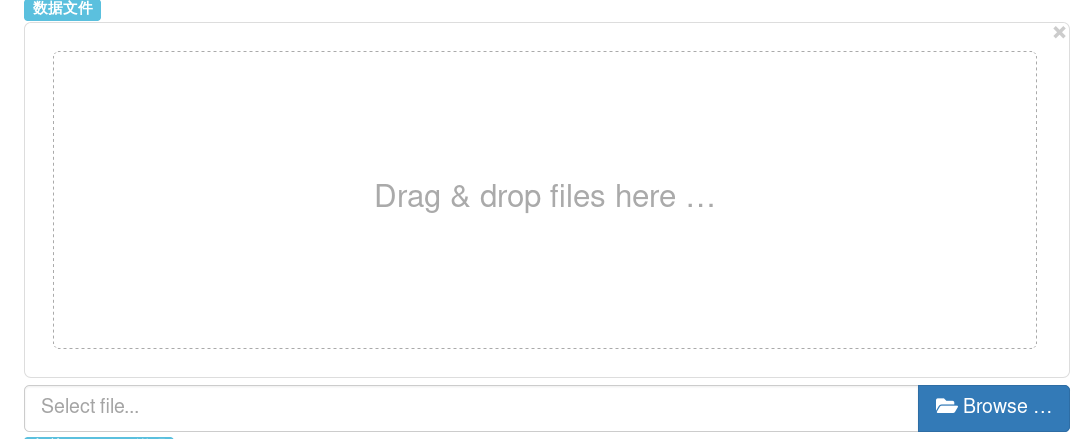 数据文件
Drag & drop files here …
Select file...
Browse …